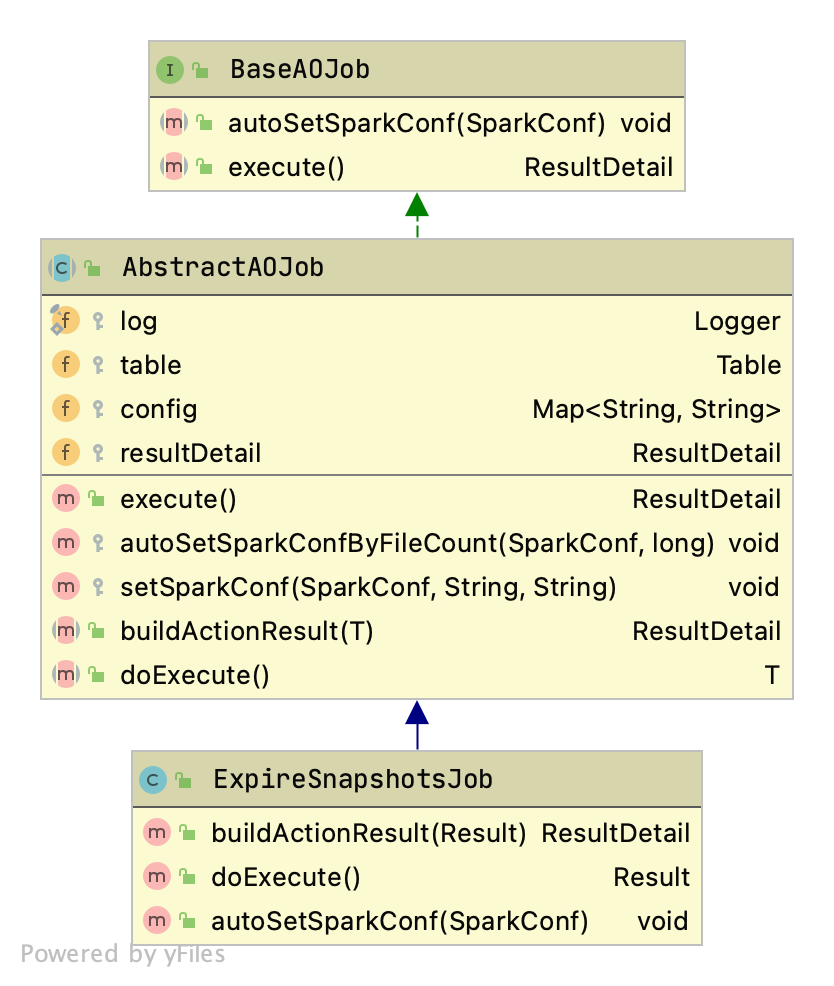 I BaseAOJob
m autoSetSparkConf(SparkConf) void
m execute() ResultDetail
C AbstractAOJob
f log Logger
f table Table
f config Map<String, String>
f resultDetail ResultDetail
m execute() ResultDetail
m autoSetSparkConfByFileCount(SparkConf, long) void
m setSparkConf(SparkConf, String, String) void
m buildActionResult(T) ResultDetail
m doExecute() T
C ExpireSnapshotsJob
m buildActionResult(Result) ResultDetail
m doExecute() Result
m autoSetSparkConf(SparkConf) void
Powered by yFiles